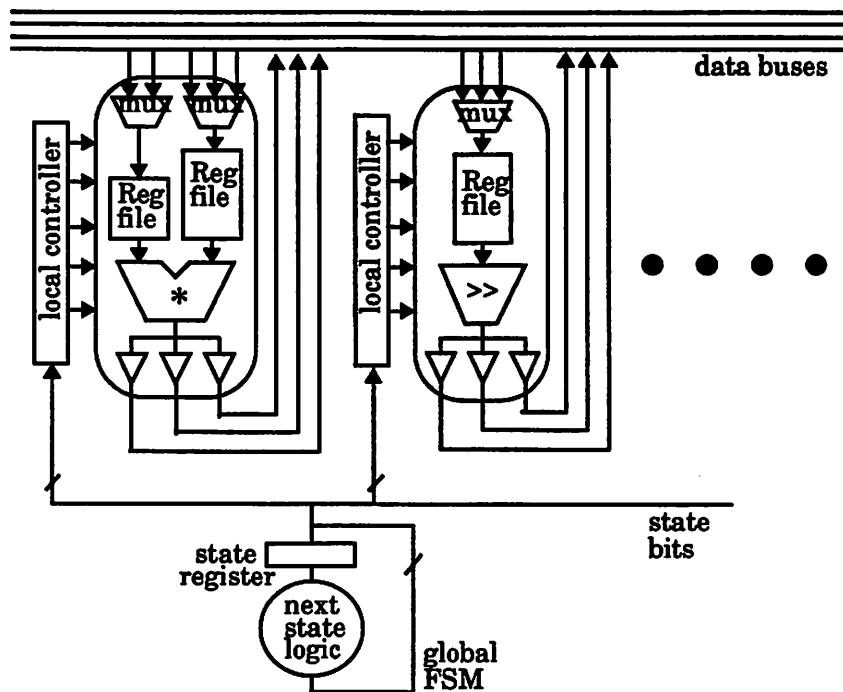 data buses
mux
mux
mux
local controller
Reg
file
Reg
file
*
local controller
Reg
file
>>
state
bits
state
register
next
state
logic
global
FSM